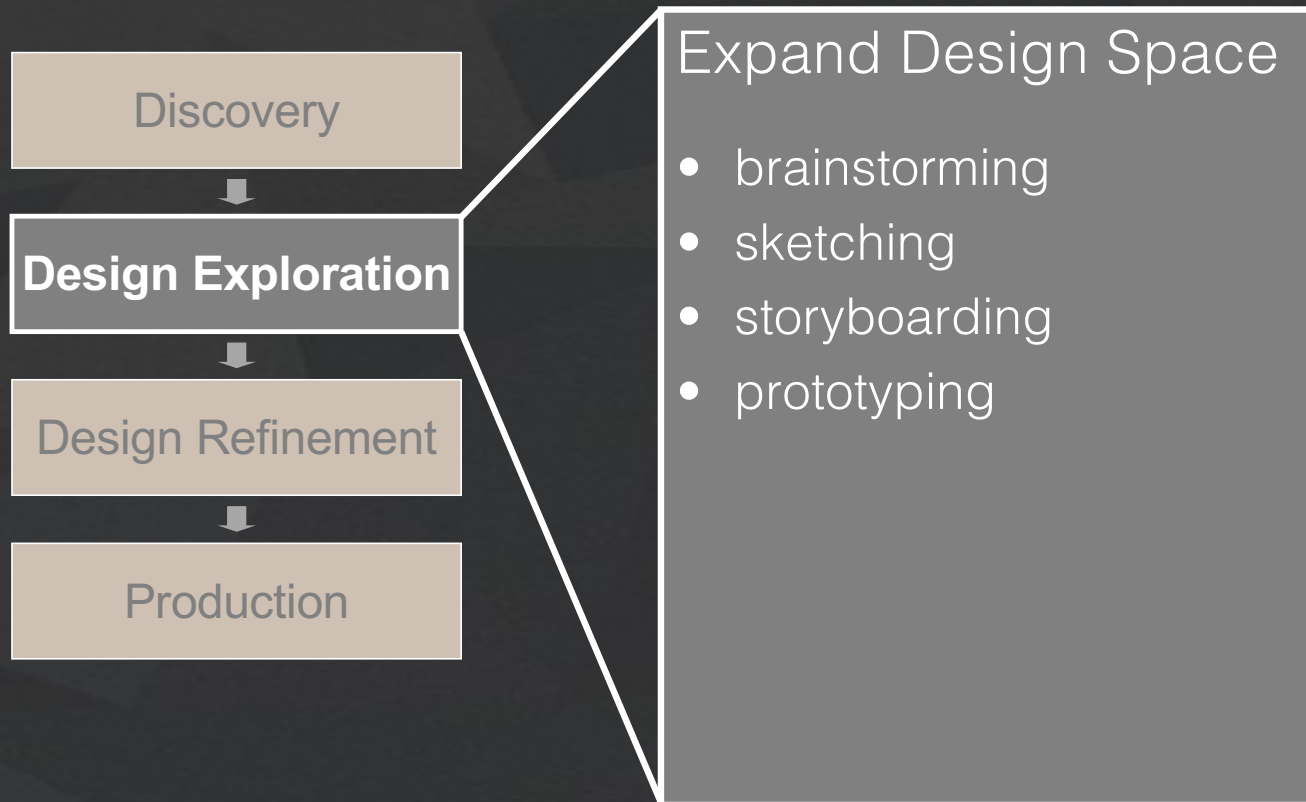 Discovery
Design Exploration
Design Refinement
Production
Expand Design Space
• brainstorming
• sketching
• storyboarding
• prototyping